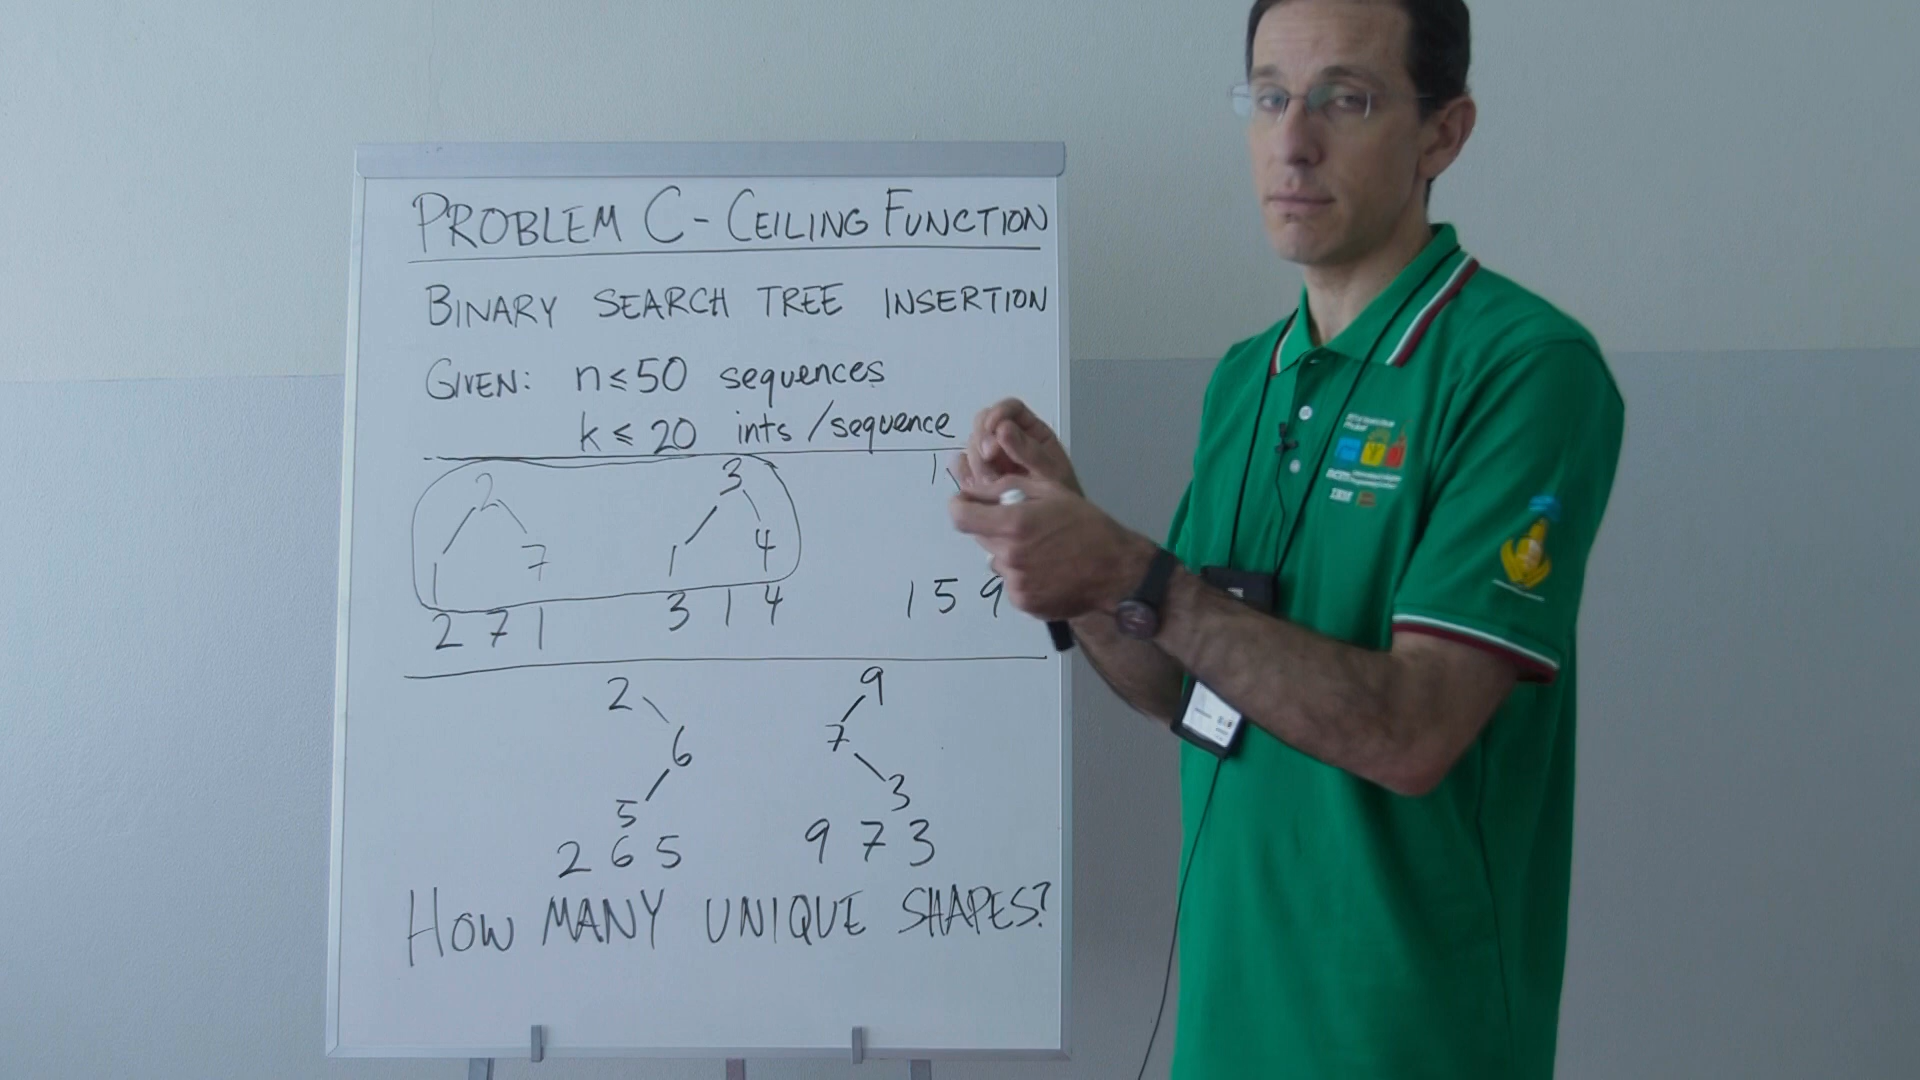 PROBLEM C - CEILING FUNCTION
BINARY SEARCH TREE INSERTION
GIVEN: n ≤ 50 sequences
k ≤ 20 ints / sequence
2
1 7
2 7 1
3
1 4
3 1 4
1
1 5 9
2
6
5
2 6 5
9
7
3
9 7 3
HOW MANY UNIQUE SHAPES?
IBM